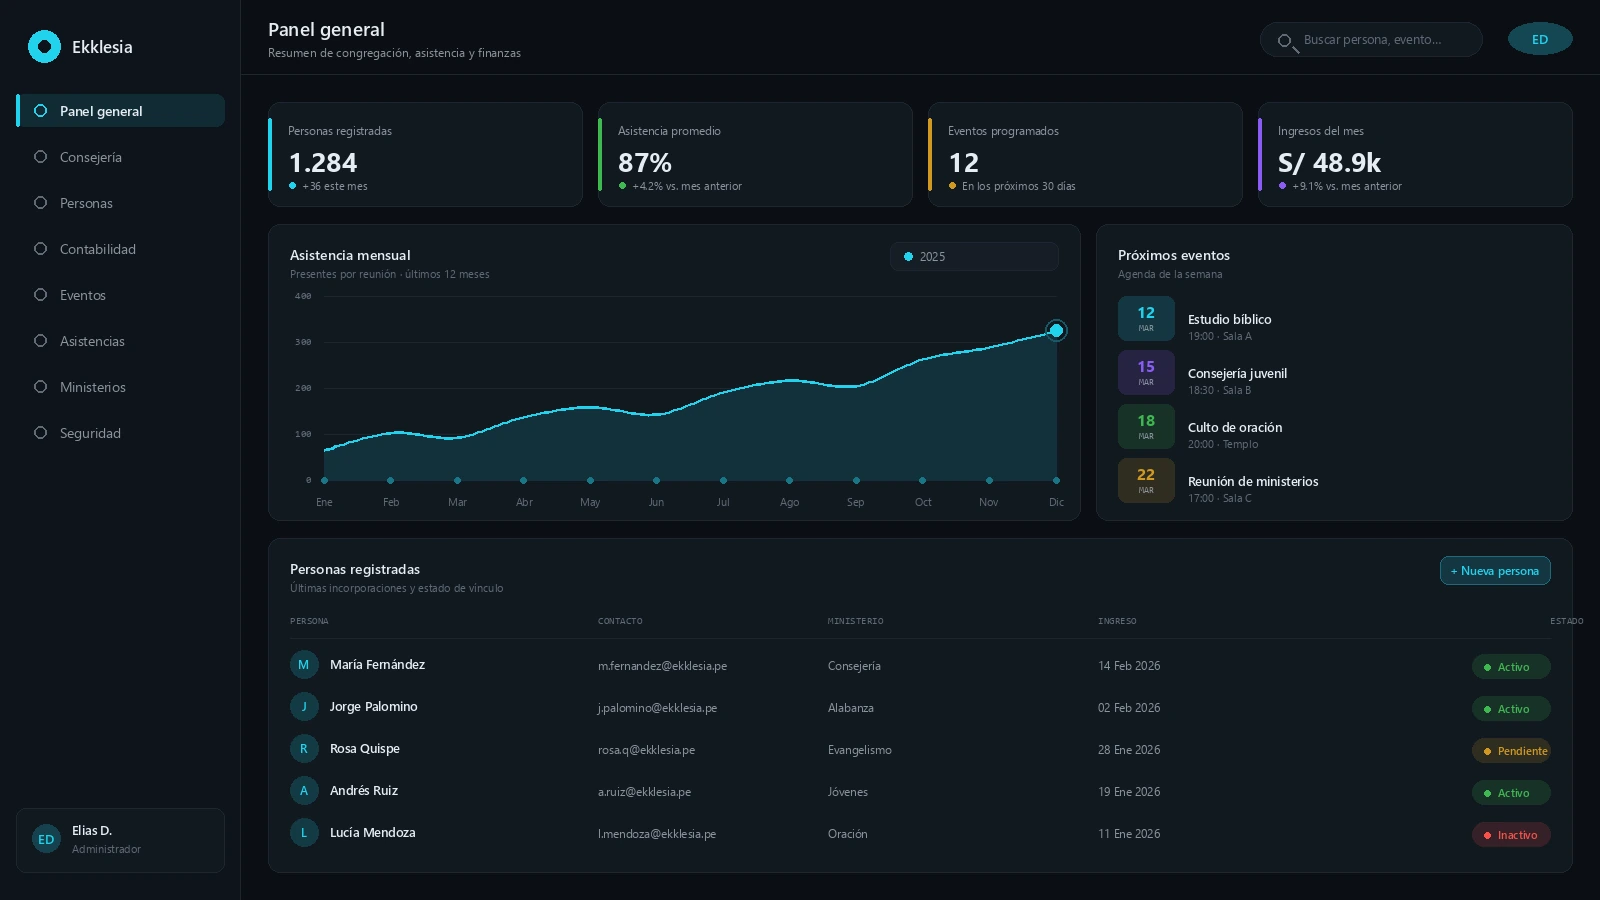 Ekklesia
Panel general
Consejería
Personas
Contabilidad
Eventos
Asistencias
Ministerios
Seguridad
ED
Elias D.
Administrador
Panel general
Resumen de congregación, asistencia y finanzas
Buscar persona, evento...
ED
Personas registradas
1.284
+36 este mes
Asistencia promedio
87%
+4.2% vs. mes anterior
Eventos programados
12
En los próximos 30 días
Ingresos del mes
S/ 48.9k
+9.1% vs. mes anterior
Asistencia mensual
Presentes por reunión · últimos 12 meses
2025
400
300
200
100
0
Ene Feb Mar Abr May Jun Jul Ago Sep Oct Nov Dic
Próximos eventos
Agenda de la semana
12
MAR
Estudio bíblico
19:00 · Sala A
15
MAR
Consejería juvenil
18:30 · Sala B
18
MAR
Culto de oración
20:00 · Templo
22
MAR
Reunión de ministerios
17:00 · Sala C
Personas registradas
Últimas incorporaciones y estado de vínculo
+ Nueva persona
PERSONA CONTACTO MINISTERIO INGRESO ESTADO
M María Fernández m.fernandez@ekklesia.pe Consejería 14 Feb 2026 Activo
J Jorge Palomino j.palomino@ekklesia.pe Alabanza 02 Feb 2026 Activo
R Rosa Quispe rosa.q@ekklesia.pe Evangelismo 28 Ene 2026 Pendiente
A Andrés Ruiz a.ruiz@ekklesia.pe Jóvenes 19 Ene 2026 Activo
L Lucía Mendoza l.mendoza@ekklesia.pe Oración 11 Ene 2026 Inactivo